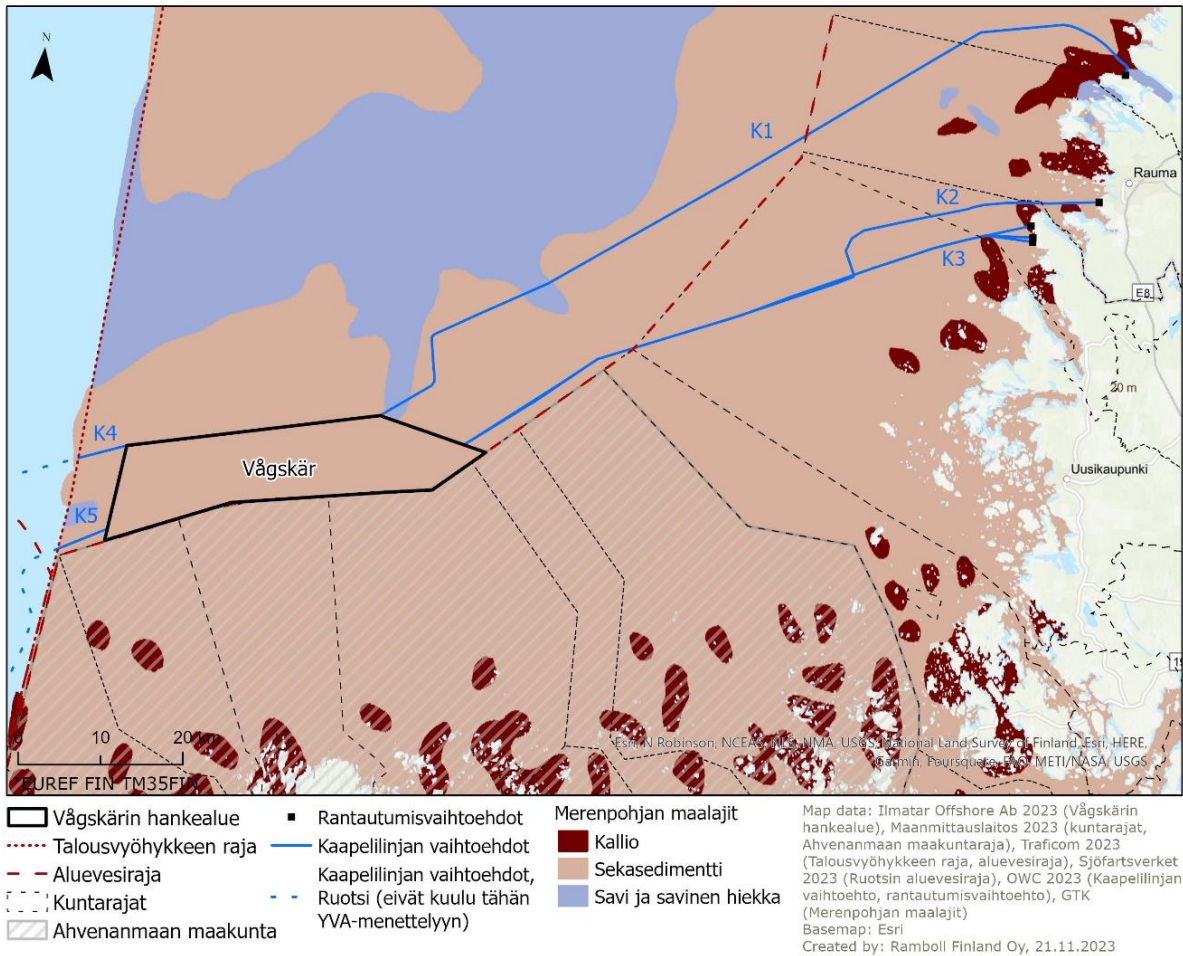 N
K1
Rauma
K2
K3
E8
20 m
K4
Vågskär
Uusikaupunki
K5
0 10 20 km
Esri, N Robinson, NCEAS, NLS, NMA, USGS, National Land Survey of Finland, Esri, HERE,
Garmin, Foursquare, FAO, METI/NASA, USGS
EUREF FIN TM35FIN
Vågskärin hankealue
Talousvyöhykkeen raja
Aluevesiraja
Kuntarajat
Ahvenanmaan maakunta
Rantautumisvaihtoehdot
Kaapelilinjan vaihtoehdot
Kaapelilinjan vaihtoehdot,
Ruotsi (eivät kuulu tähän
YVA-menettelyyn)
Merenpohjan maalajit
Kallio
Sekasedimentti
Savi ja savinen hiekka
Map data: Ilmatar Offshore Ab 2023 (Vågskärin
hankealue), Maanmittauslaitos 2023 (kuntarajat,
Ahvenanmaan maakuntaraja), Traficom 2023
(Talousvyöhykkeen raja, aluevesiraja), Sjöfartsverket
2023 (Ruotsin aluevesiraja), OWC 2023 (Kaapelilinjan
vaihtoehto, rantautumisvaihtoehto), GTK
(Merenpohjan maalajit)
Basemap: Esri
Created by: Ramboll Finland Oy, 21.11.2023